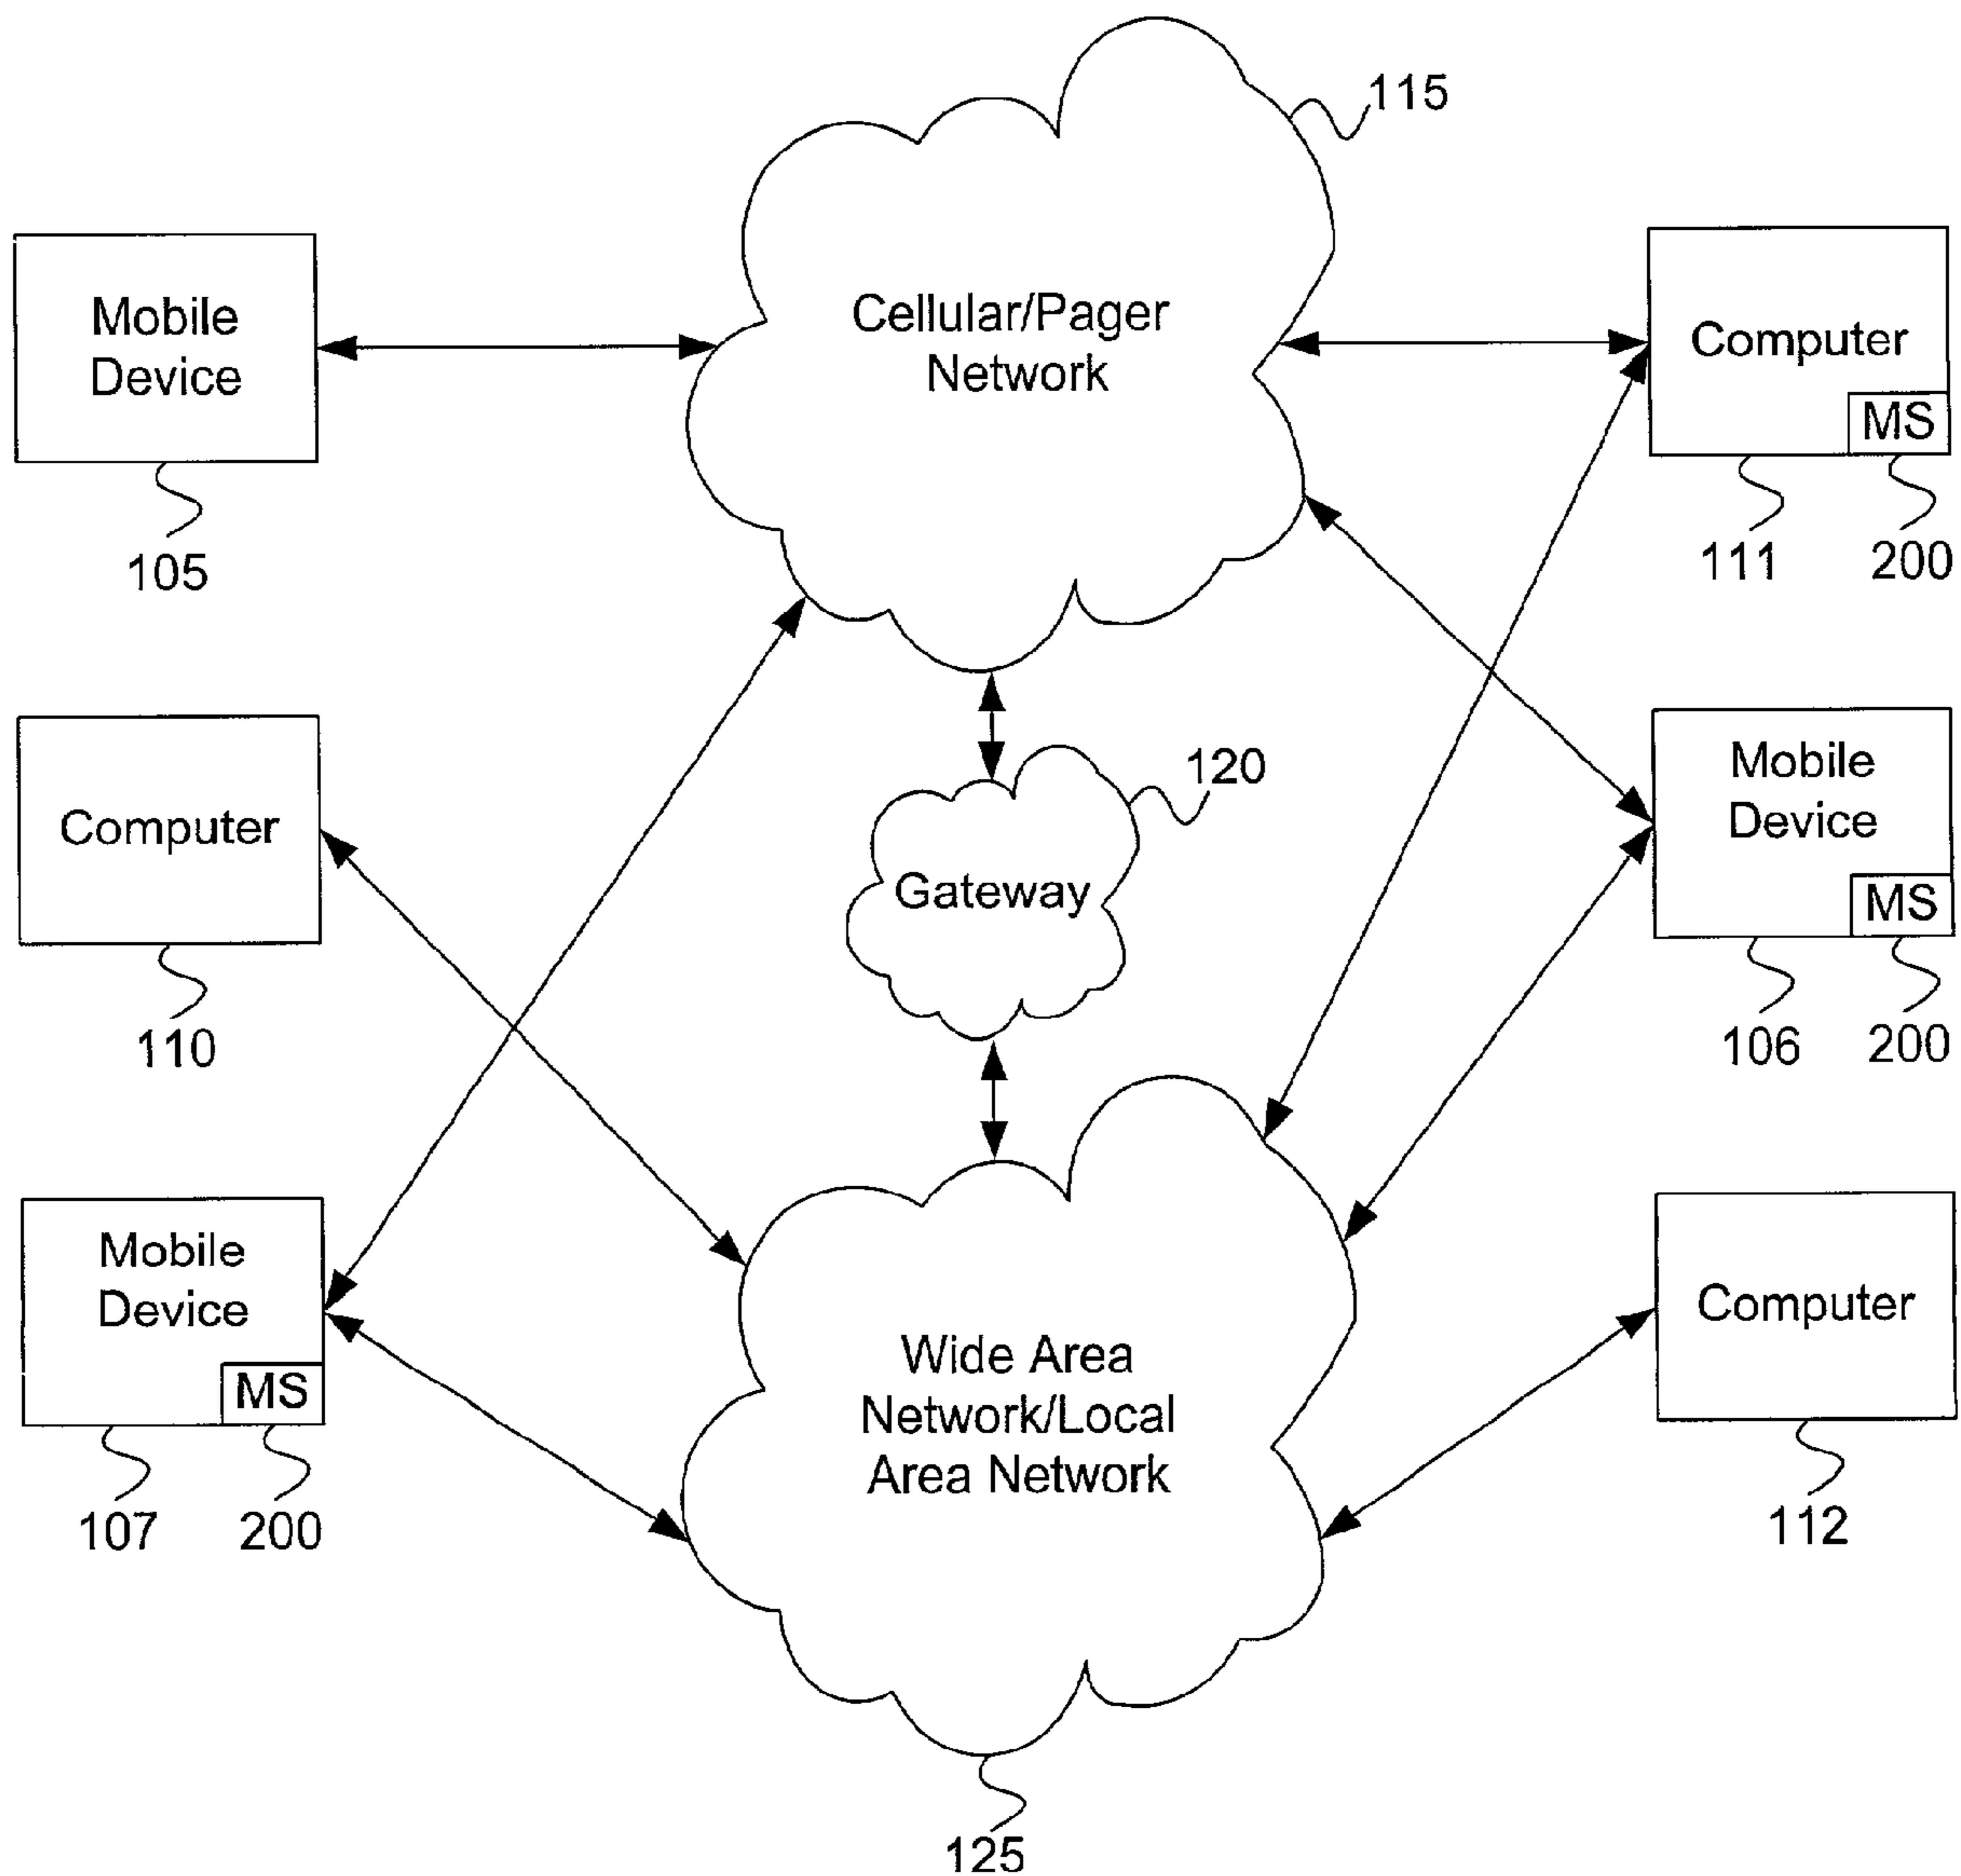 115
Mobile
Device
Cellular/Pager
Network
Computer
MS
105
111
200
120
Computer
Gateway
Mobile
Device
MS
110
106
200
Mobile
Device
MS
Wide Area
Network/Local
Area Network
Computer
107
200
112
125